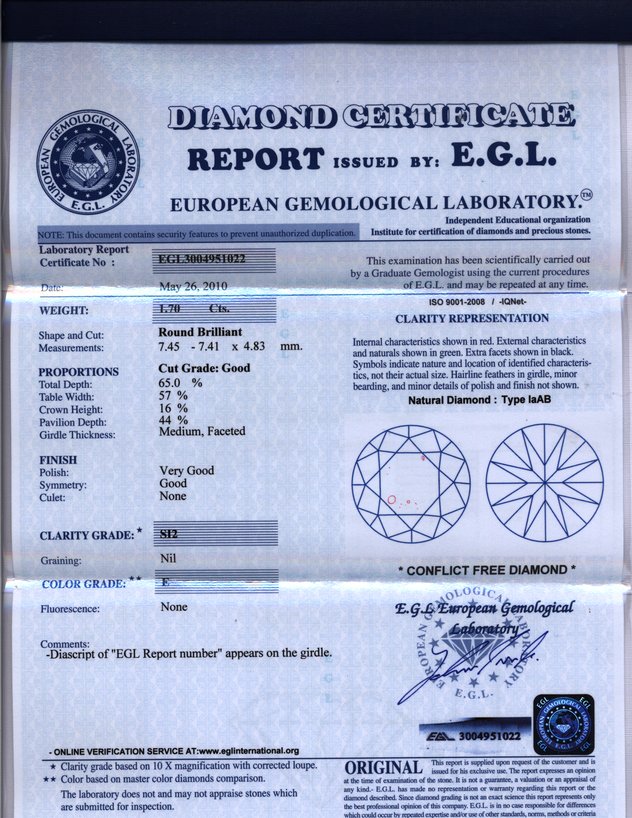 DIAMOND CERTIFICATE
REPORT ISSUED BY: E.G.L.
EUROPEAN GEMOLOGICAL LABORATORY.™
EUROPEAN GEMOLOGICAL LABORATORY
E.G.L.
Independent Educational organization
Institute for certification of diamonds and precious stones.
NOTE: This document contains security features to prevent unauthorized duplication.
Laboratory Report
Certificate No : EGL3004951022
Date: May 26, 2010
WEIGHT: 1.70 Cts.
Shape and Cut: Round Brilliant
Measurements: 7.45 - 7.41 x 4.83 mm.
PROPORTIONS Cut Grade: Good
Total Depth: 65.0 %
Table Width: 57 %
Crown Height: 16 %
Pavilion Depth: 44 %
Girdle Thickness: Medium, Faceted
FINISH
Polish: Very Good
Symmetry: Good
Culet: None
CLARITY GRADE: * SI2
Graining: Nil
COLOR GRADE: ** E
Fluorescence: None
Comments:
-Diascript of "EGL Report number" appears on the girdle.
This examination has been scientifically carried out
by a Graduate Gemologist using the current procedures
of E.G.L. and may be repeated at any time.
ISO 9001-2008 / -IQNet-
CLARITY REPRESENTATION
Internal characteristics shown in red. External characteristics
and naturals shown in green. Extra facets shown in black.
Symbols indicate nature and location of identified characteris-
tics, not their actual size. Hairline feathers in girdle, minor
bearding, and minor details of polish and finish not shown.
Natural Diamond : Type IaAB
* CONFLICT FREE DIAMOND *
E.G.L European Gemological
Laboratory
EUROPEAN GEMOLOGICAL LABORATORY
E.G.L.
EGL 3004951022
EGL EGL
EUROPEAN GEMOLOGICAL LABORATORY
EGL EGL
- ONLINE VERIFICATION SERVICE AT:www.eglinternational.org
* Clarity grade based on 10 X magnification with corrected loupe.
** Color based on master color diamonds comparison.
The laboratory does and may not appraise stones which
are submitted for inspection.
ORIGINAL This report is supplied upon request of the customer and is
issued for his exclusive use. The report expresses an opinion
at the time of examination of the stone. It is not a guarantee, a valuation or an appraisal of
any kind.- E.G.L. has made no representation or warranty regarding this report or the
diamond described. Since diamond grading is not an exact science this report represents only
the best professional opinion of this company. E.G.L. is in no case responsible for differences
which could occur by repeated expertise and/or use of other standards, norms, methods or criteria